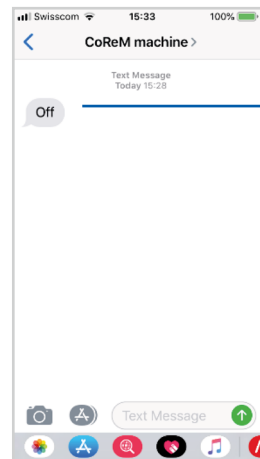 Swisscom 15:33 100%
CoReM machine
Text Message
Today 15:28
Off
Text Message